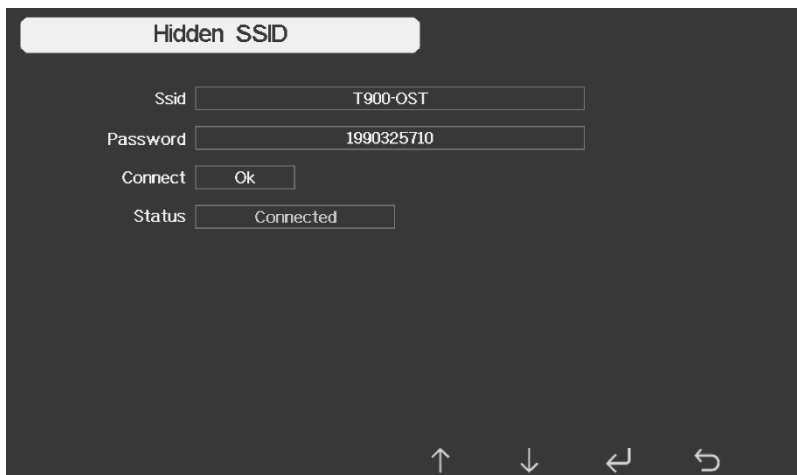 Hidden SSID
Ssid T900-OST
Password 1990325710
Connect Ok
Status Connected